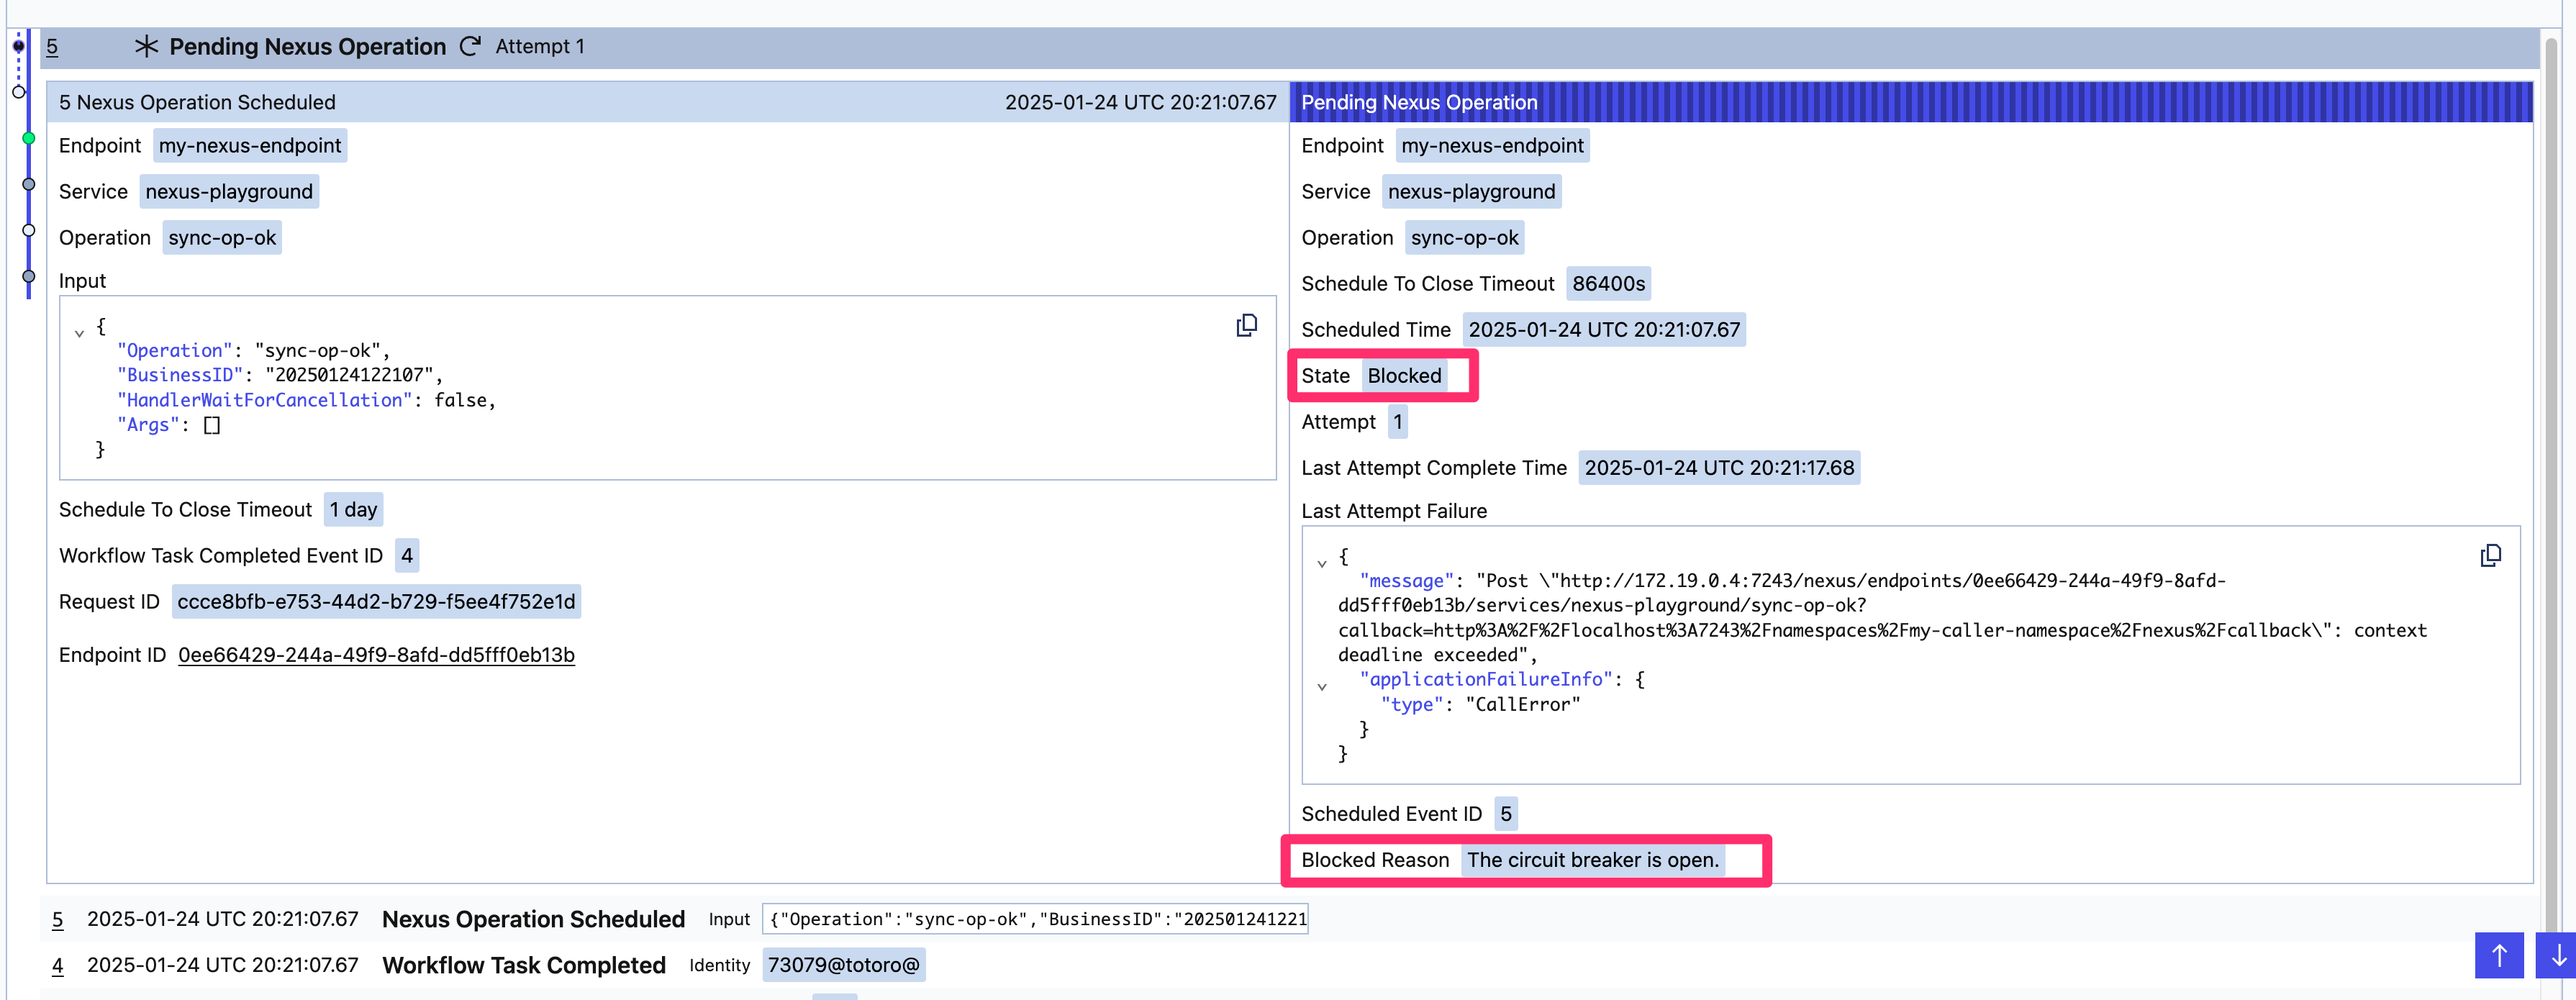 5 Pending Nexus Operation Attempt 1
5 Nexus Operation Scheduled 2025-01-24 UTC 20:21:07.67
Endpoint my-nexus-endpoint
Service nexus-playground
Operation sync-op-ok
Input
{
"Operation": "sync-op-ok",
"BusinessID": "20250124122107",
"HandlerWaitForCancellation": false,
"Args": []
}
Schedule To Close Timeout 1 day
Workflow Task Completed Event ID 4
Request ID ccce8bfb-e753-44d2-b729-f5ee4f752e1d
Endpoint ID 0ee66429-244a-49f9-8afd-dd5fff0eb13b
Pending Nexus Operation
Endpoint my-nexus-endpoint
Service nexus-playground
Operation sync-op-ok
Schedule To Close Timeout 86400s
Scheduled Time 2025-01-24 UTC 20:21:07.67
State Blocked
Attempt 1
Last Attempt Complete Time 2025-01-24 UTC 20:21:17.68
Last Attempt Failure
{
"message": "Post \"http://172.19.0.4:7243/nexus/endpoints/0ee66429-244a-49f9-8afd-
dd5fff0eb13b/services/nexus-playground/sync-op-ok?
callback=http%3A%2F%2Flocalhost%3A7243%2Fnamespaces%2Fmy-caller-namespace%2Fnexus%2Fcallback\": context
deadline exceeded",
"applicationFailureInfo": {
"type": "CallError"
}
}
Scheduled Event ID 5
Blocked Reason The circuit breaker is open.
5 2025-01-24 UTC 20:21:07.67 Nexus Operation Scheduled Input {"Operation":"sync-op-ok","BusinessID":"202501241221
4 2025-01-24 UTC 20:21:07.67 Workflow Task Completed Identity 73079@totoro@